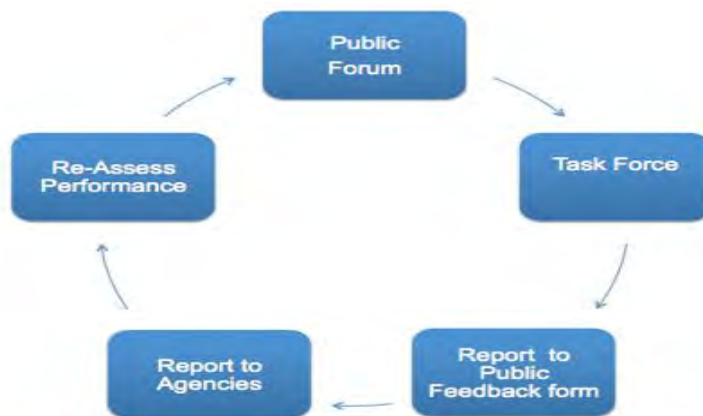 Public
Forum
Task Force
Report to
Public
Feedback form
Report to
Agencies
Re-Assess
Performance